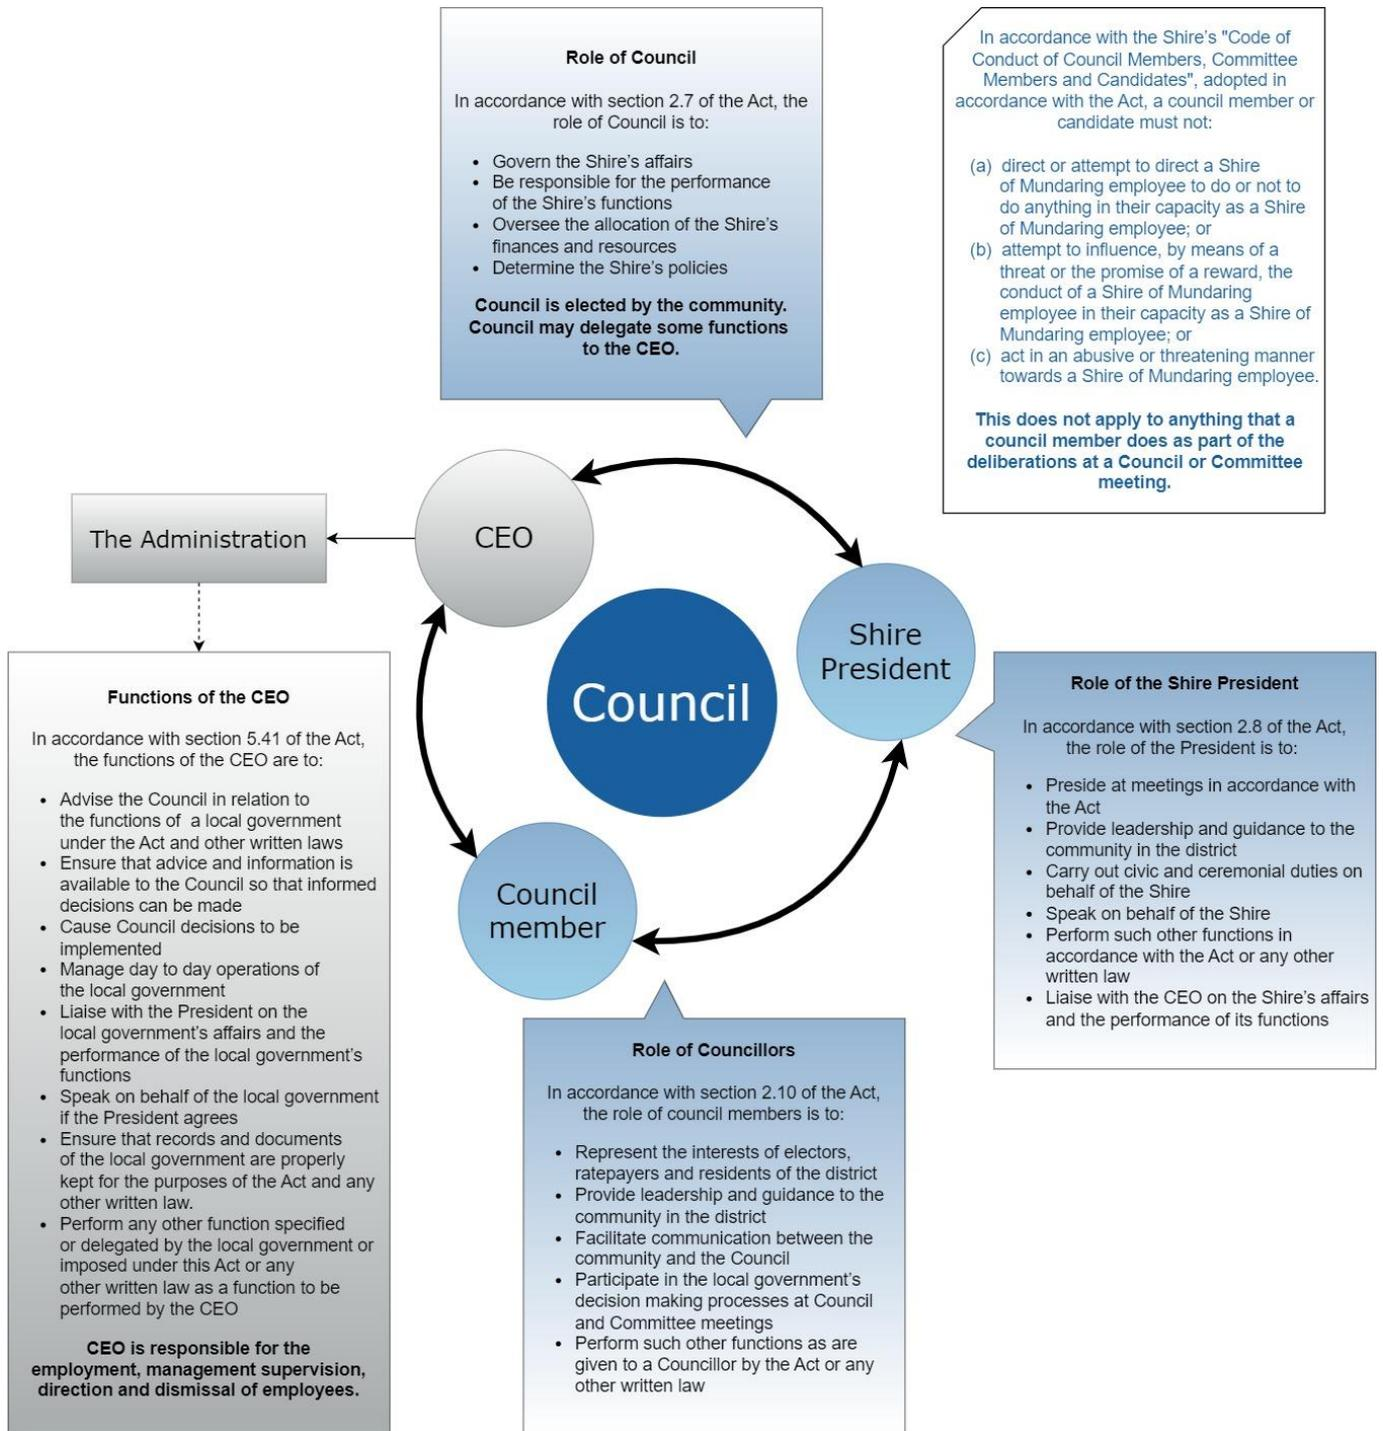 Role of Council
In accordance with section 2.7 of the Act, the
role of Council is to:
• Govern the Shire's affairs
• Be responsible for the performance
of the Shire's functions
• Oversee the allocation of the Shire's
finances and resources
• Determine the Shire's policies
Council is elected by the community.
Council may delegate some functions
to the CEO.
In accordance with the Shire's "Code of
Conduct of Council Members, Committee
Members and Candidates", adopted in
accordance with the Act, a council member or
candidate must not:
(a) direct or attempt to direct a Shire
of Mundaring employee to do or not to
do anything in their capacity as a Shire
of Mundaring employee; or
(b) attempt to influence, by means of a
threat or the promise of a reward, the
conduct of a Shire of Mundaring
employee in their capacity as a Shire of
Mundaring employee; or
(c) act in an abusive or threatening manner
towards a Shire of Mundaring employee.
This does not apply to anything that a
council member does as part of the
deliberations at a Council or Committee
meeting.
The Administration
CEO
Shire
President
Council
Council
member
Functions of the CEO
In accordance with section 5.41 of the Act,
the functions of the CEO are to:
• Advise the Council in relation to
the functions of a local government
under the Act and other written laws
• Ensure that advice and information is
available to the Council so that informed
decisions can be made
• Cause Council decisions to be
implemented
• Manage day to day operations of
the local government
• Liaise with the President on the
local government's affairs and the
performance of the local government's
functions
• Speak on behalf of the local government
if the President agrees
• Ensure that records and documents
of the local government are properly
kept for the purposes of the Act and any
other written law.
• Perform any other function specified
or delegated by the local government or
imposed under this Act or any
other written law as a function to be
performed by the CEO
CEO is responsible for the
employment, management supervision,
direction and dismissal of employees.
Role of the Shire President
In accordance with section 2.8 of the Act,
the role of the President is to:
• Preside at meetings in accordance with
the Act
• Provide leadership and guidance to the
community in the district
• Carry out civic and ceremonial duties on
behalf of the Shire
• Speak on behalf of the Shire
• Perform such other functions in
accordance with the Act or any other
written law
• Liaise with the CEO on the Shire's affairs
and the performance of its functions
Role of Councillors
In accordance with section 2.10 of the Act,
the role of council members is to:
• Represent the interests of electors,
ratepayers and residents of the district
• Provide leadership and guidance to the
community in the district
• Facilitate communication between the
community and the Council
• Participate in the local government's
decision making processes at Council
and Committee meetings
• Perform such other functions as are
given to a Councillor by the Act or any
other written law